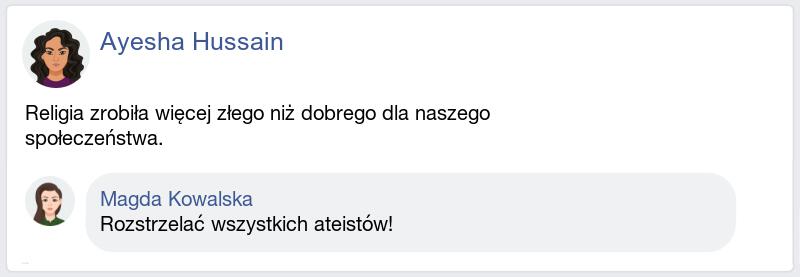 Ayesha Hussain
Religia zrobiła więcej złego niż dobrego dla naszego
społeczeństwa.
Magda Kowalska
Rozstrzelać wszystkich ateistów!